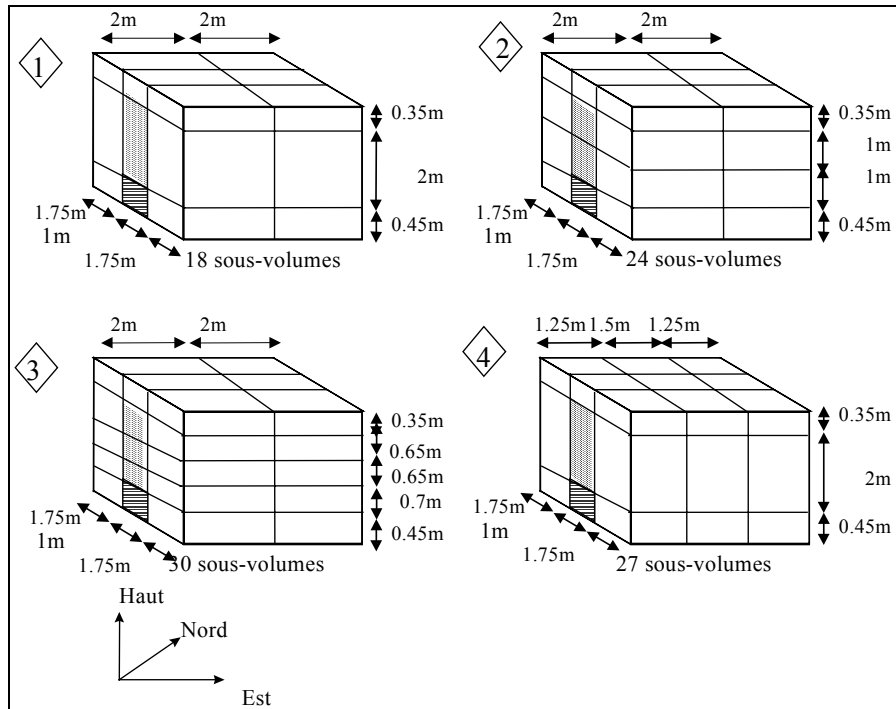 2m 2m
1
0.35m
2m
0.45m
1.75m
1m
1.75m
18 sous-volumes
2m 2m
2
0.35m
1m
1m
0.45m
1.75m
1m
1.75m
24 sous-volumes
2m 2m
3
0.35m
0.65m
0.65m
0.7m
0.45m
1.75m
1m
1.75m
30 sous-volumes
1.25m 1.5m 1.25m
4
0.35m
2m
0.45m
1.75m
1m
1.75m
27 sous-volumes
Haut
Nord
Est